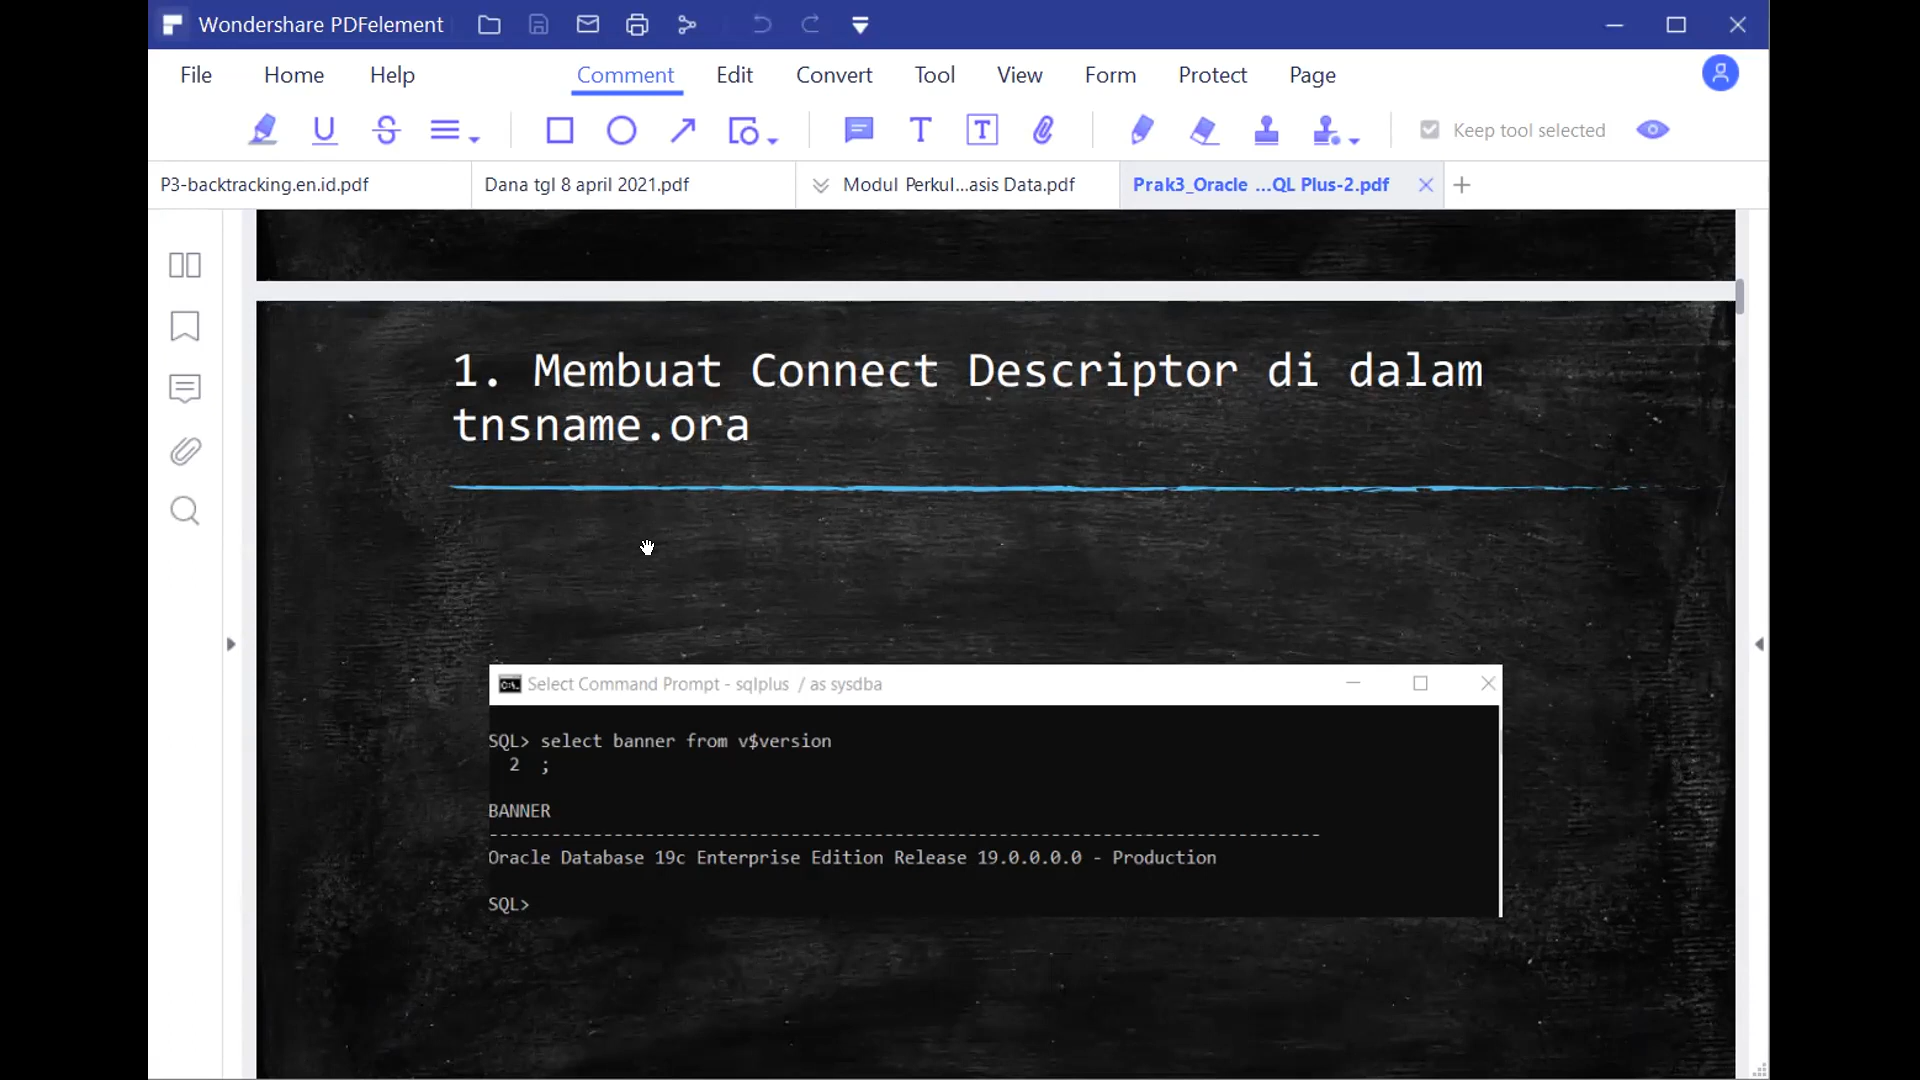 Wondershare PDFelement
File Home Help Comment Edit Convert Tool View Form Protect Page
Keep tool selected
P3-backtracking.en.id.pdf Dana tgl 8 april 2021.pdf Modul Perkul...asis Data.pdf Prak3_Oracle ...QL Plus-2.pdf
1. Membuat Connect Descriptor di dalam
tnsname.ora
Select Command Prompt - sqlplus / as sysdba
SQL> select banner from v$version
2 ;
BANNER
--------------------------------------------------------------------------------
Oracle Database 19c Enterprise Edition Release 19.0.0.0.0 - Production
SQL>